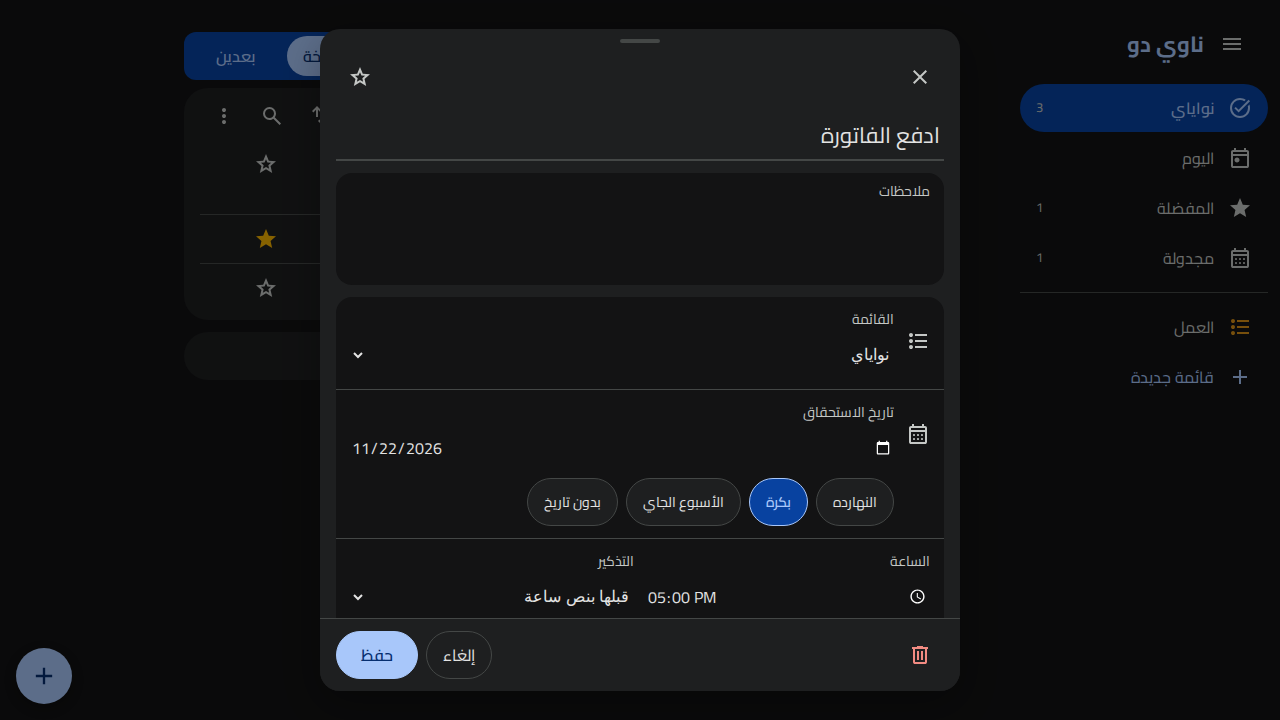 ناوي دو
نواياي
3
اليوم
المفضلة
1
مجدولة
1
العمل
قائمة جديدة
بعدين
ادفع الفاتورة
ملاحظات
القائمة
نواياي
تاريخ الاستحقاق
11/22/2026
النهارده
بكرة
الأسبوع الجاي
بدون تاريخ
الساعة
05:00 PM
التذكير
قبلها بنص ساعة
إلغاء
حفظ